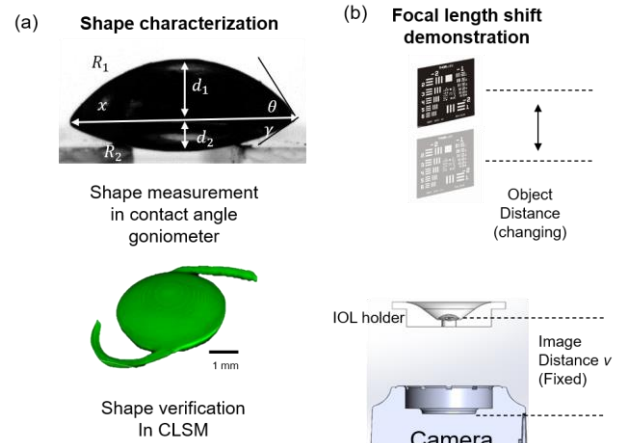 (a)
Shape characterization
R1
d1
x
θ
d2
γ
R2
Shape measurement
in contact angle
goniometer
1 mm
Shape verification
In CLSM
(b)
Focal length shift
demonstration
Object
Distance
(changing)
IOL holder
Image
Distance v
(Fixed)
Camera